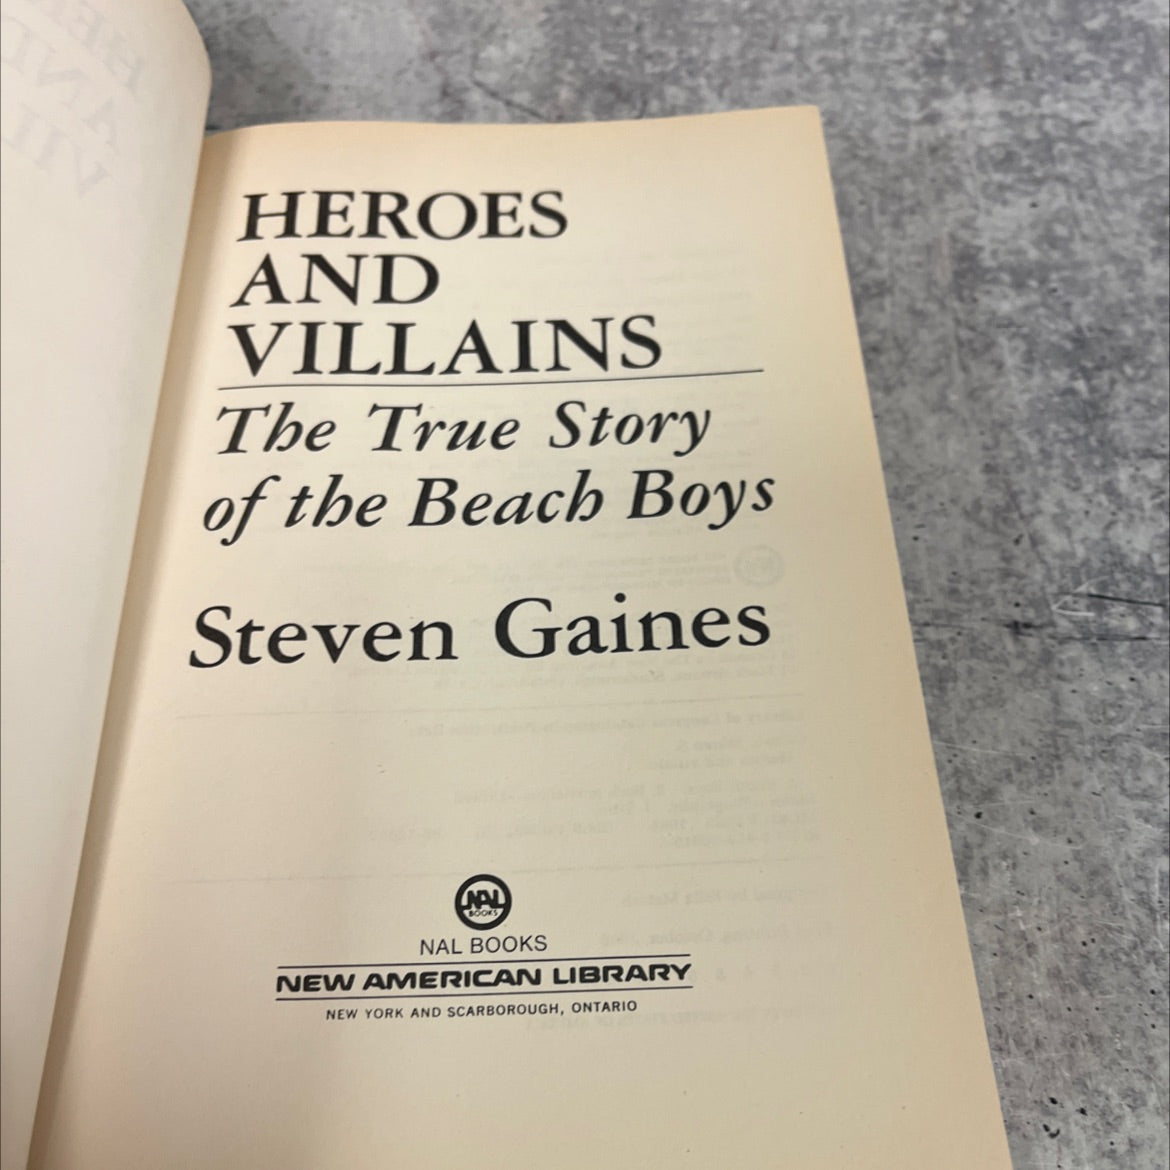 HEROES
AND
VILLAINS
The True Story
of the Beach Boys
Steven Gaines
NAL
BOOKS
NAL BOOKS
NEW AMERICAN LIBRARY
NEW YORK AND SCARBOROUGH, ONTARIO